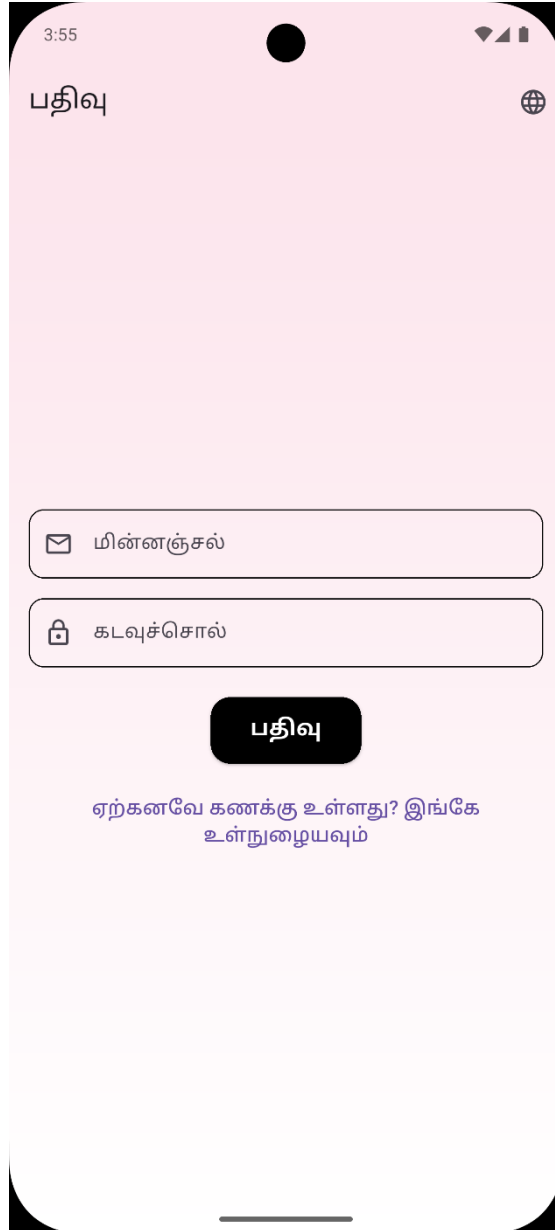 3:55
பதிவு
மின்னஞ்சல்
கடவுச்சொல்
பதிவு
ஏற்கனவே கணக்கு உள்ளது? இங்கே
உள்நுழையவும்